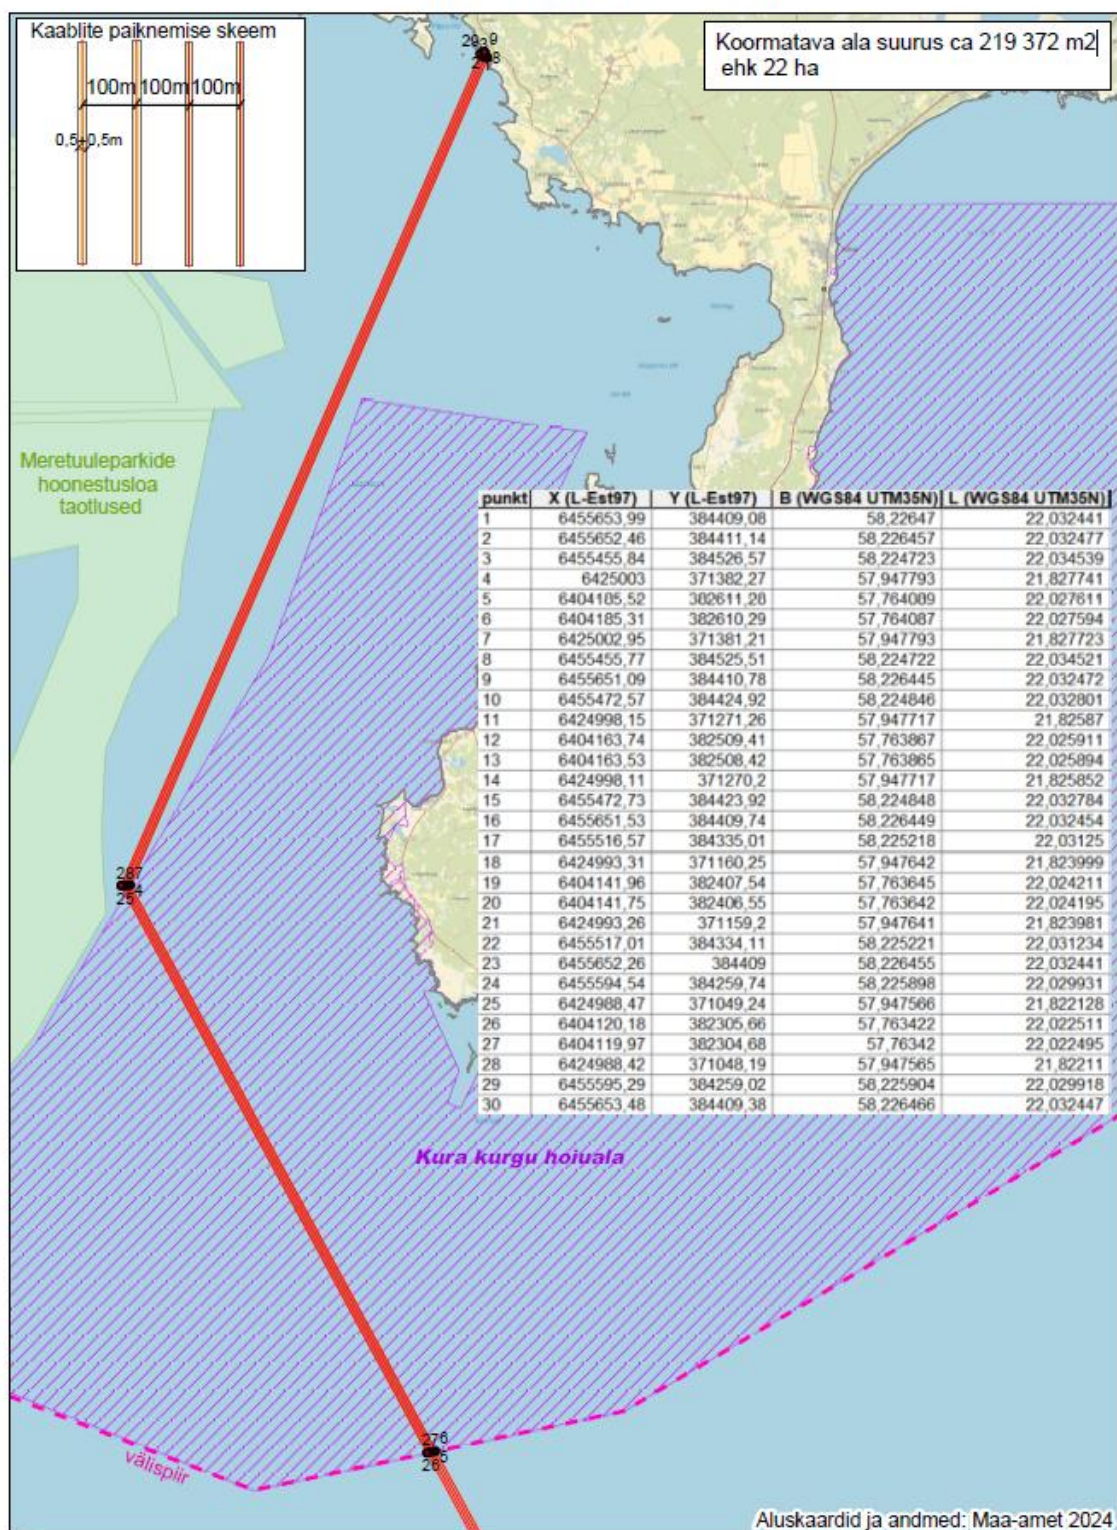 Kaablite paiknemise skeem
100m 100m 100m
0,5+0,5m
Koormatava ala suurus ca 219 372 m2
ehk 22 ha
Meretuuleparkide
hoonestusloa
taotlused
punkt X (L-Est97) Y (L-Est97) B (WGS84 UTM35N) L (WGS84 UTM35N)
1 6455653,99 384409,08 58,22647 22,032441
2 6455652,46 384411,14 58,226457 22,032477
3 6455455,84 384526,57 58,224723 22,034539
4 6425003 371382,27 57,947793 21,827741
5 6404185,52 382611,28 57,764089 22,027611
6 6404185,31 382610,29 57,764087 22,027594
7 6425002,95 371381,21 57,947793 21,827723
8 6455455,77 384525,51 58,224722 22,034521
9 6455651,09 384410,78 58,226445 22,032472
10 6455472,57 384424,92 58,224846 22,032801
11 6424998,15 371271,26 57,947717 21,82587
12 6404163,74 382509,41 57,763867 22,025911
13 6404163,53 382508,42 57,763865 22,025894
14 6424998,11 371270,2 57,947717 21,825852
15 6455472,73 384423,92 58,224848 22,032784
16 6455651,53 384409,74 58,226449 22,032454
17 6455516,57 384335,01 58,225218 22,03125
18 6424993,31 371160,25 57,947642 21,823999
19 6404141,96 382407,54 57,763645 22,024211
20 6404141,75 382406,55 57,763642 22,024195
21 6424993,26 371159,2 57,947641 21,823981
22 6455517,01 384334,11 58,225221 22,031234
23 6455652,26 384409 58,226455 22,032441
24 6455594,54 384259,74 58,225898 22,029931
25 6424988,47 371049,24 57,947566 21,822128
26 6404120,18 382305,66 57,763422 22,022511
27 6404119,97 382304,68 57,76342 22,022495
28 6424988,42 371048,19 57,947565 21,82211
29 6455595,29 384259,02 58,225904 22,029918
30 6455653,48 384409,38 58,226466 22,032447
Kura kurgu hoiuala
välispiir
Aluskaardid ja andmed: Maa-amet 2024